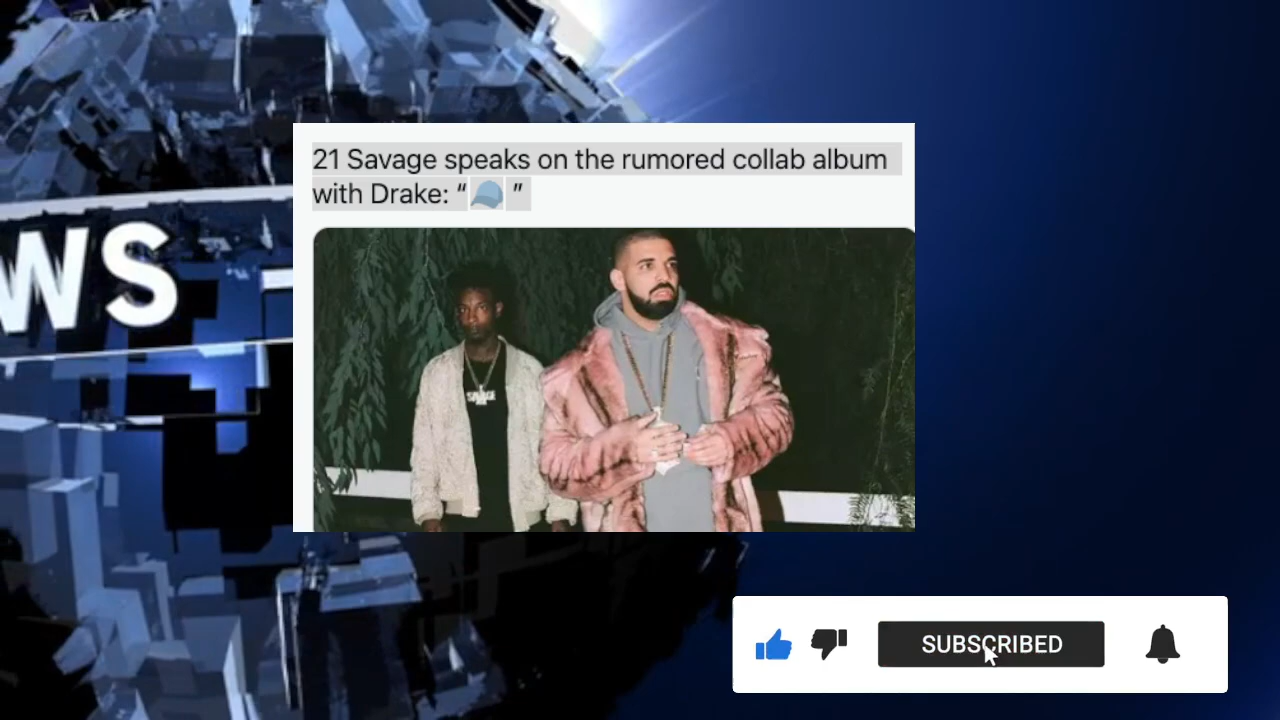 21 Savage speaks on the rumored collab album
with Drake: “🧢 ”
WS
SAVAGE
SUBSCRIBED